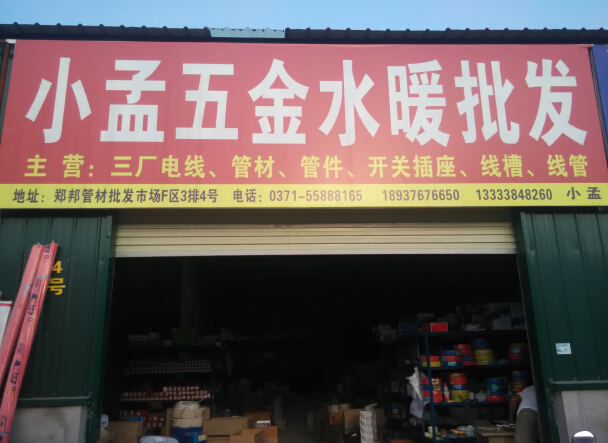 小孟五金水暖批发
主营：三厂电线、管材、管件、开关插座、线槽、线管
地址：郑邦管材批发市场F区3排4号 电话：0371-55888165 18937676650 13333848260 小孟
4
号